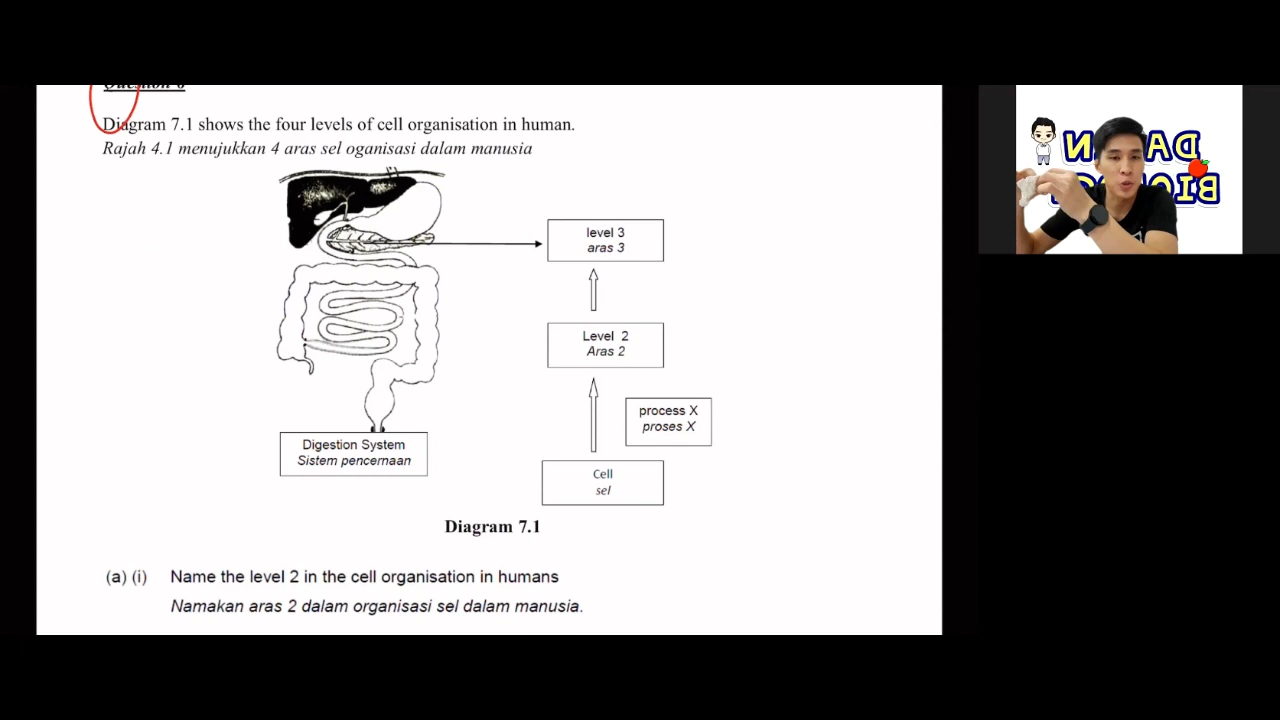 Question 6
Diagram 7.1 shows the four levels of cell organisation in human.
Rajah 4.1 menujukkan 4 aras sel oganisasi dalam manusia
level 3
aras 3
Level 2
Aras 2
process X
proses X
Digestion System
Sistem pencernaan
Cell
sel
Diagram 7.1
(a) (i) Name the level 2 in the cell organisation in humans
Namakan aras 2 dalam organisasi sel dalam manusia.